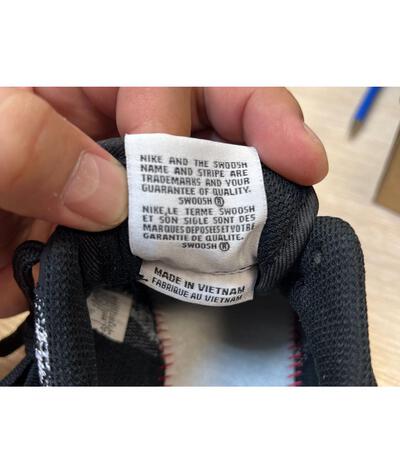 NIKE AND THE SWOOSH
NAME AND STRIPE ARE
TRADEMARKS AND YOUR
GUARANTEE OF QUALITY.
SWOOSH ®
NIKE,LE TERME SWOOSH
ET SON SIGLE SONT DES
MARQUES DEPOSEES ET VOTRE
GARANTIE DE QUALITE.
SWOOSH ®
MADE IN VIETNAM
FABRIQUE AU VIETNAM